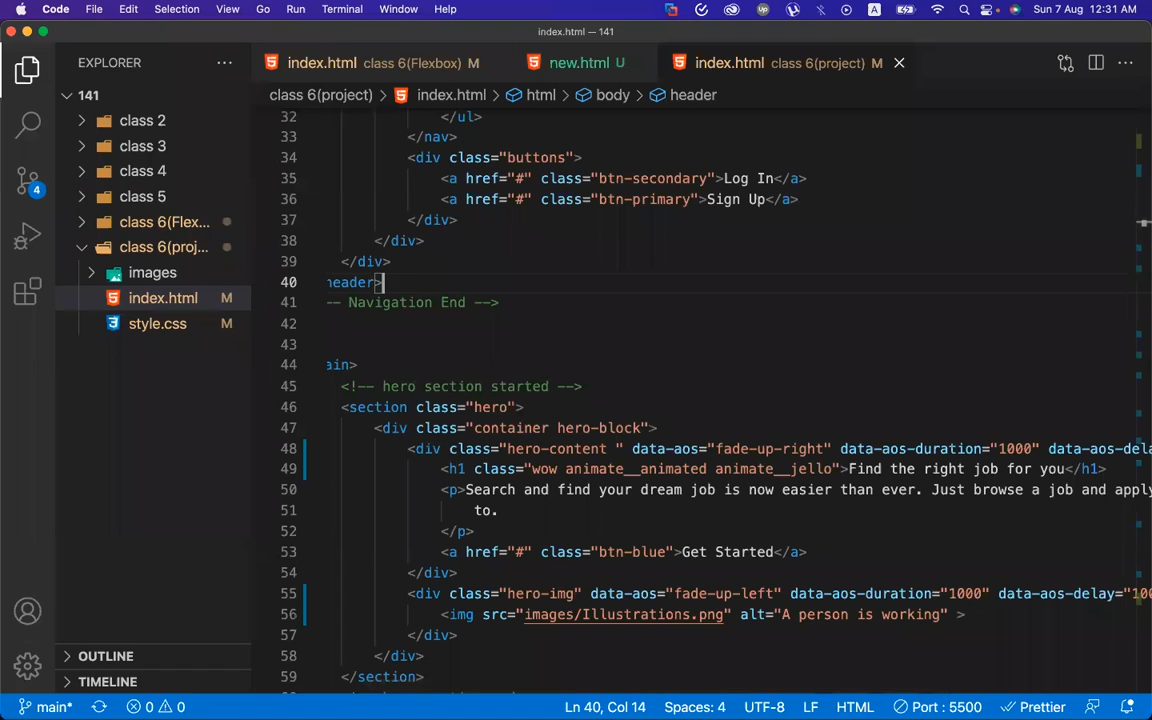 Code File Edit Selection View Go Run Terminal Window Help Up A Sun 7 Aug 12:31 AM
index.html — 141
EXPLORER
index.html class 6(Flexbox) M
new.html U
index.html class 6(project) M
class 6(project) > index.html > html > body > header
141
class 2
class 3
class 4
class 5
class 6(Flex...
class 6(proj...
images
index.html M
style.css M
4
OUTLINE
TIMELINE
32 </ul>
33 </nav>
34 <div class="buttons">
35 <a href="#" class="btn-secondary">Log In</a>
36 <a href="#" class="btn-primary">Sign Up</a>
37 </div>
38 </div>
39 </div>
40 header>
41 -- Navigation End -->
42
43
44 ain>
45 <!-- hero section started -->
46 <section class="hero">
47 <div class="container hero-block">
48 <div class="hero-content " data-aos="fade-up-right" data-aos-duration="1000" data-aos-dela
49 <h1 class="wow animate__animated animate__jello">Find the right job for you</h1>
50 <p>Search and find your dream job is now easier than ever. Just browse a job and apply
51 to.
52 </p>
53 <a href="#" class="btn-blue">Get Started</a>
54 </div>
55 <div class="hero-img" data-aos="fade-up-left" data-aos-duration="1000" data-aos-delay="100
56 <img src="images/Illustrations.png" alt="A person is working" >
57 </div>
58 </div>
59 </section>
main* 0 0 Ln 40, Col 14 Spaces: 4 UTF-8 LF HTML Port : 5500 Prettier